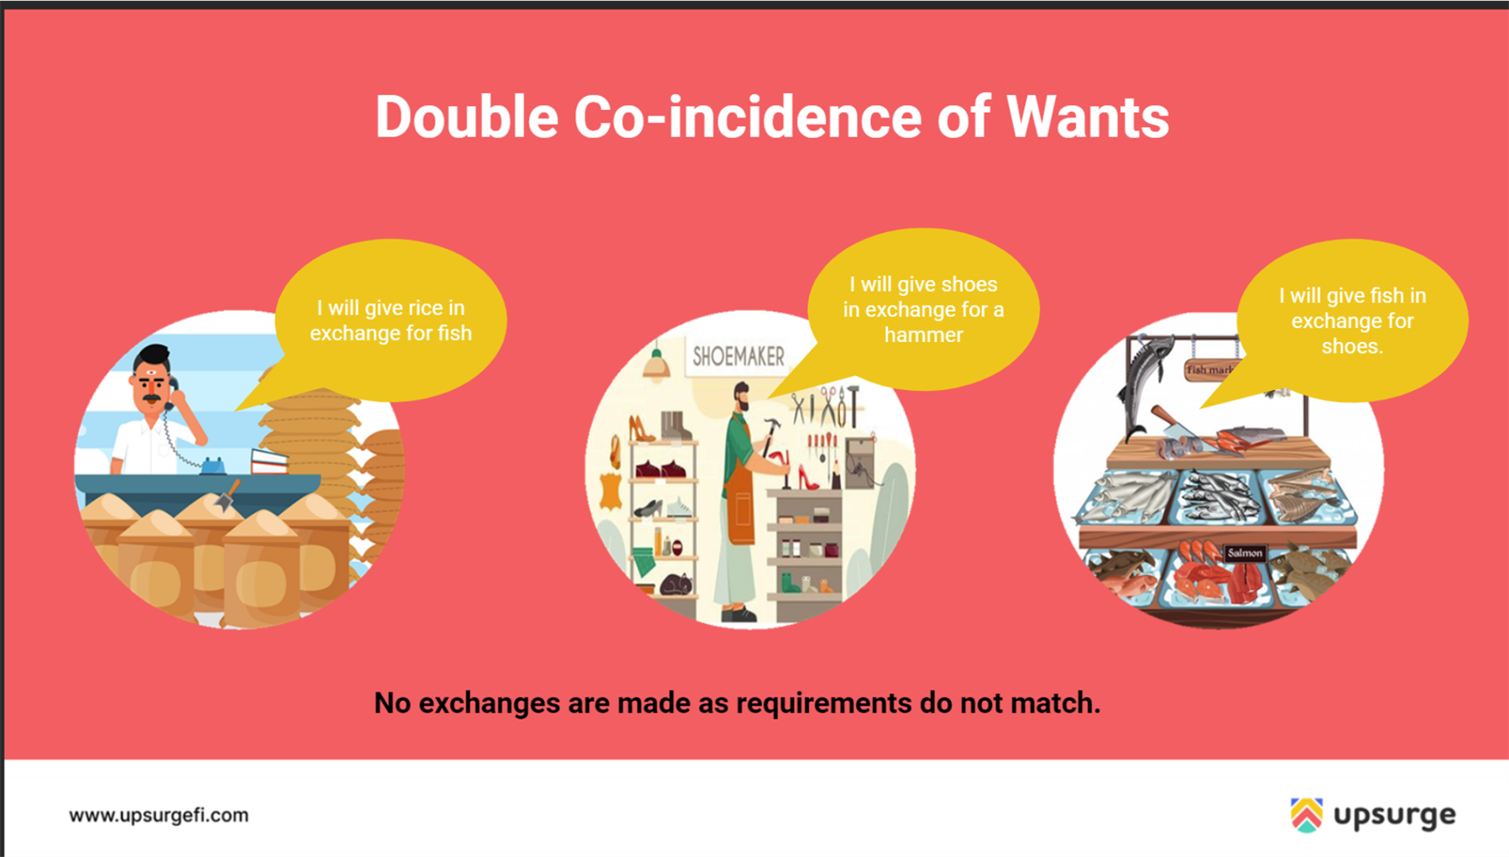 Double Co-incidence of Wants
I will give rice in
exchange for fish
I will give shoes
in exchange for a
hammer
I will give fish in
exchange for
shoes.
SHOEMAKER
fish mark
Salmon
No exchanges are made as requirements do not match.
www.upsurgefi.com
upsurge